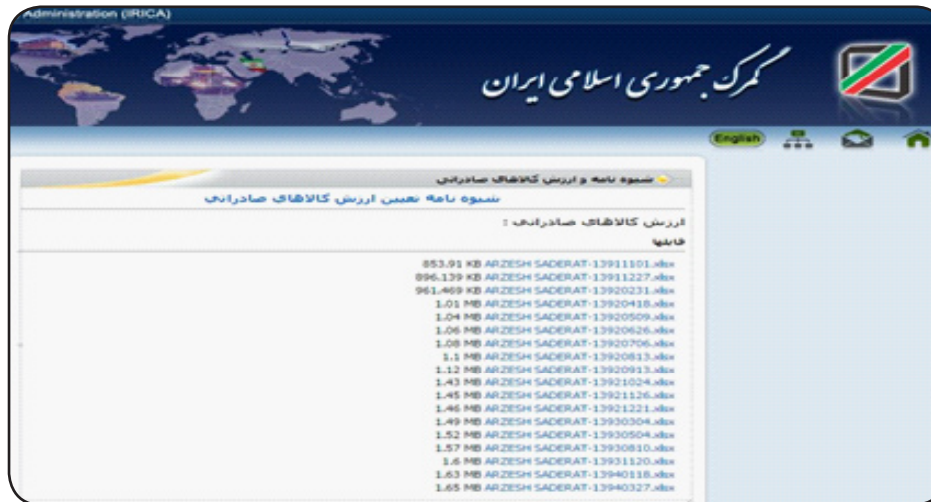 Administration (IRICA)
گمرک جمهوری اسلامی ایران
English
شیوه نامه و ارزش کالاهای صادراتی
شیوه نامه تعیین ارزش کالاهای صادراتی
ارزش کالاهای صادراتی :
فایلها
853.91 KB ARZESH SADERAT-13911101.xlsx
896.139 KB ARZESH SADERAT-13911227.xlsx
961.469 KB ARZESH SADERAT-13920231.xlsx
1.01 MB ARZESH SADERAT-13920418.xlsx
1.04 MB ARZESH SADERAT-13920509.xlsx
1.06 MB ARZESH SADERAT-13920626.xlsx
1.08 MB ARZESH SADERAT-13920706.xlsx
1.1 MB ARZESH SADERAT-13920813.xlsx
1.12 MB ARZESH SADERAT-13920913.xlsx
1.43 MB ARZESH SADERAT-13921024.xlsx
1.45 MB ARZESH SADERAT-13921126.xlsx
1.46 MB ARZESH SADERAT-13921221.xlsx
1.49 MB ARZESH SADERAT-13930304.xlsx
1.52 MB ARZESH SADERAT-13930504.xlsx
1.57 MB ARZESH SADERAT-13930810.xlsx
1.6 MB ARZESH SADERAT-13931120.xlsx
1.63 MB ARZESH SADERAT-13940118.xlsx
1.65 MB ARZESH SADERAT-13940327.xlsx